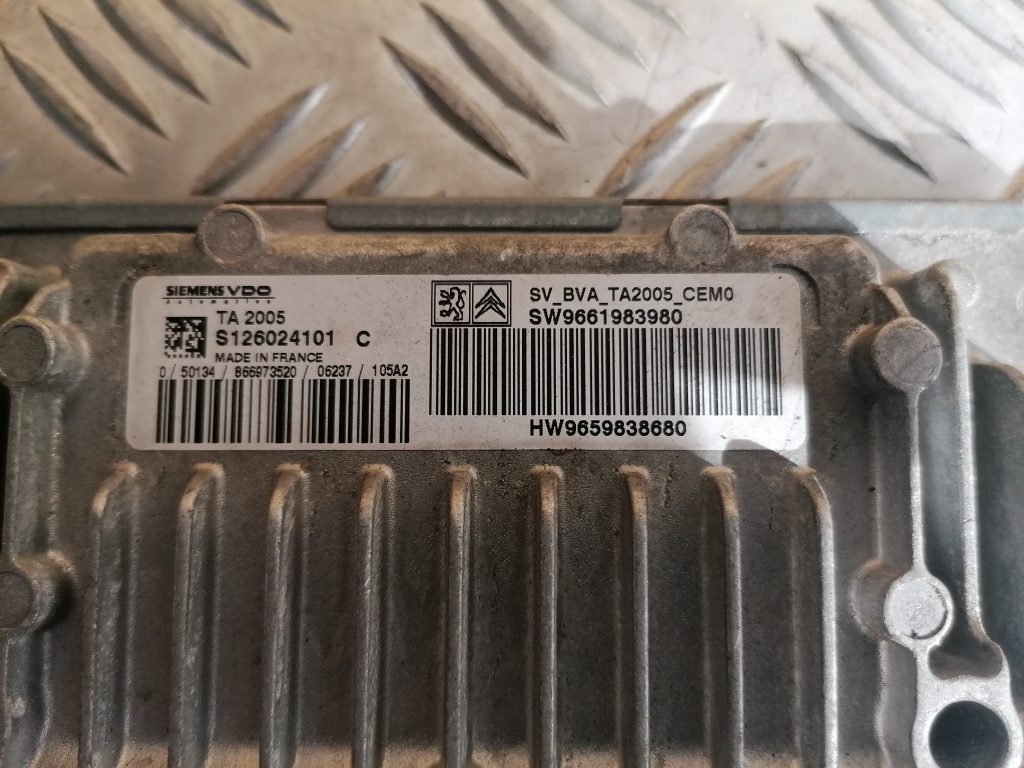 SIEMENS VDO
Automotive
TA 2005
S126024101 C
MADE IN FRANCE
0 / 50134 / 866973520 / 06237 / 105A2
SV_BVA_TA2005_CEM0
SW9661983980
HW9659838680